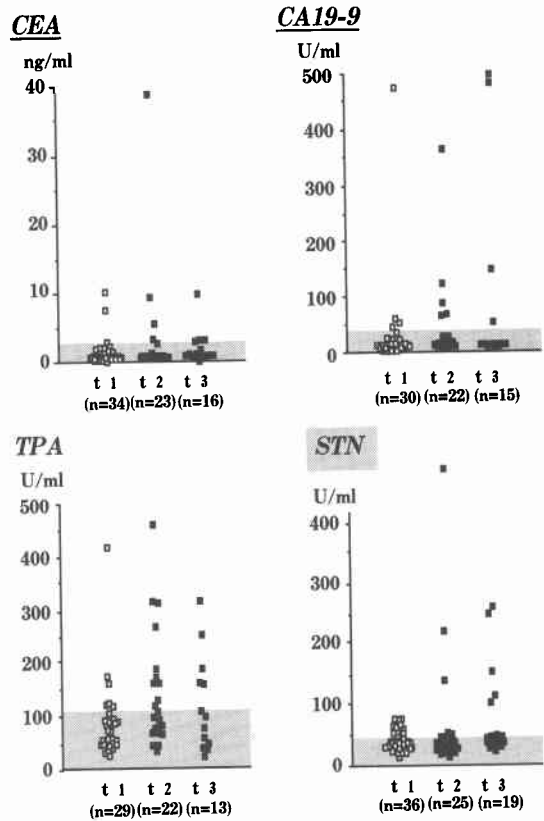 CEA
ng/ml
40
30
20
10
0
t 1 t 2 t 3
(n=34)(n=23)(n=16)
CA19-9
U/ml
500
400
300
200
100
0
t 1 t 2 t 3
(n=30)(n=22)(n=15)
TPA
U/ml
500
400
300
200
100
0
t 1 t 2 t 3
(n=29)(n=22)(n=13)
STN
U/ml
400
300
200
100
0
t 1 t 2 t 3
(n=36)(n=25)(n=19)